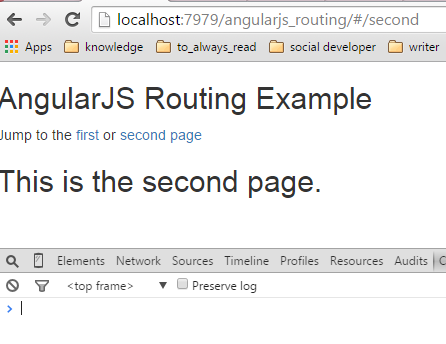 localhost:7979/angularjs_routing/#/second
Apps knowledge to_always_read social developer writer
AngularJS Routing Example
Jump to the first or second page
This is the second page.
Elements Network Sources Timeline Profiles Resources Audits
<top frame> ▼ Preserve log
>